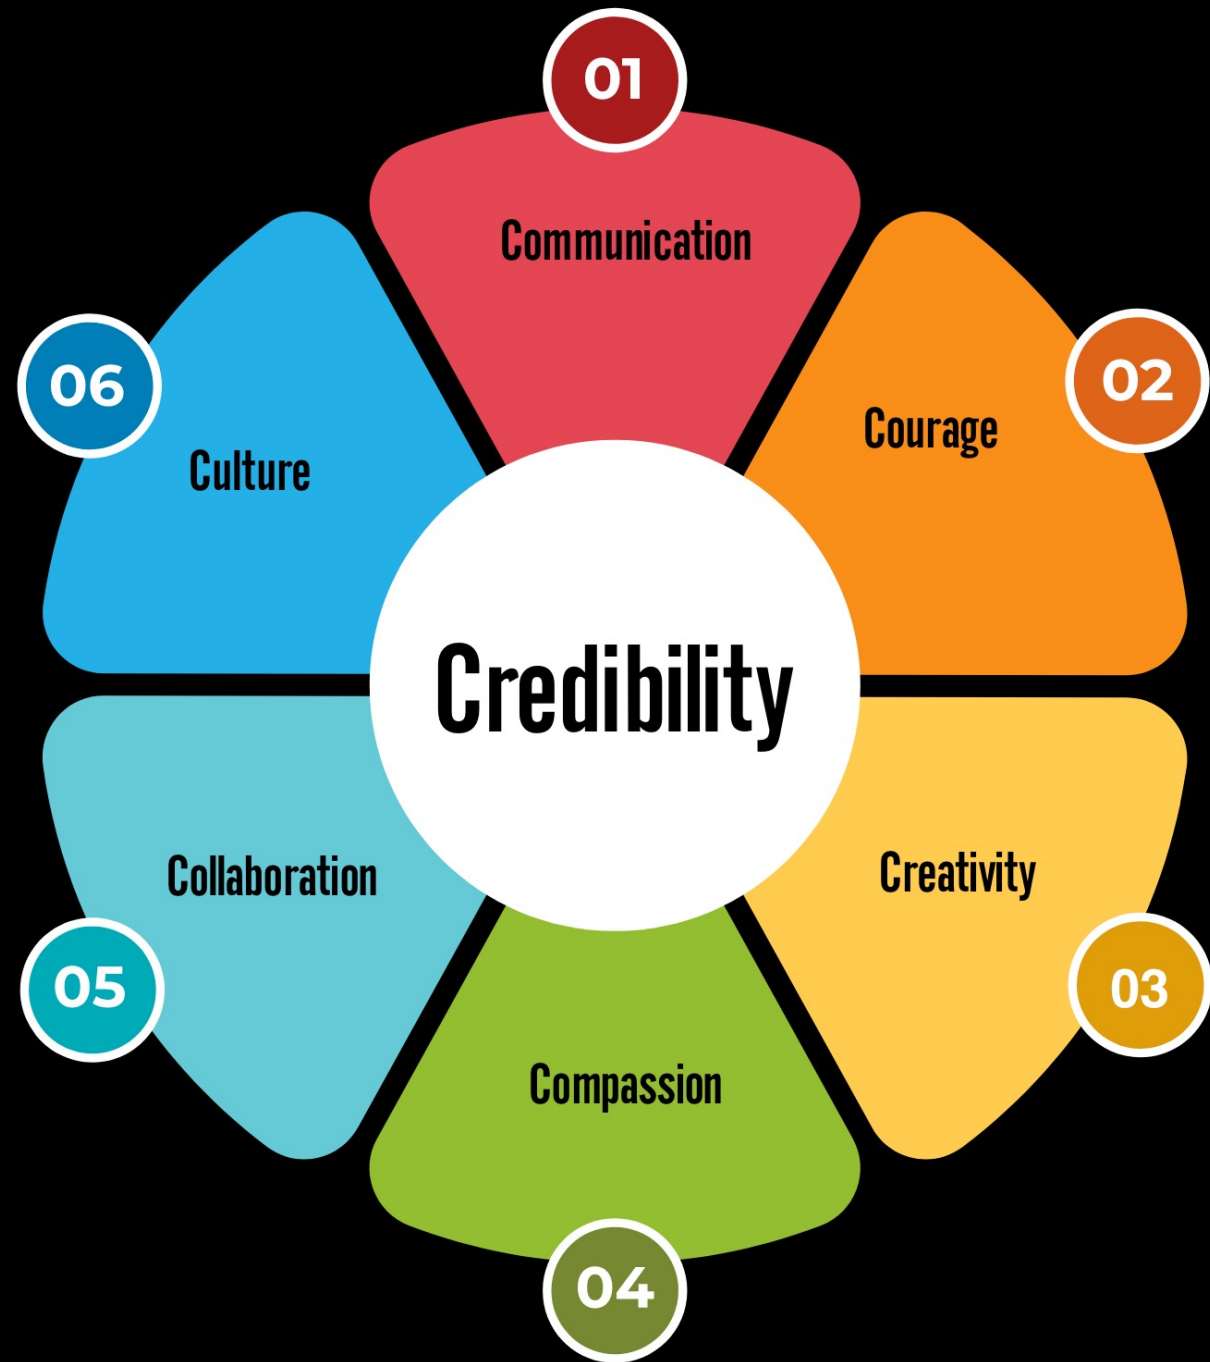 01
Communication
02
Courage
03
Creativity
04
Compassion
05
Collaboration
06
Culture
Credibility